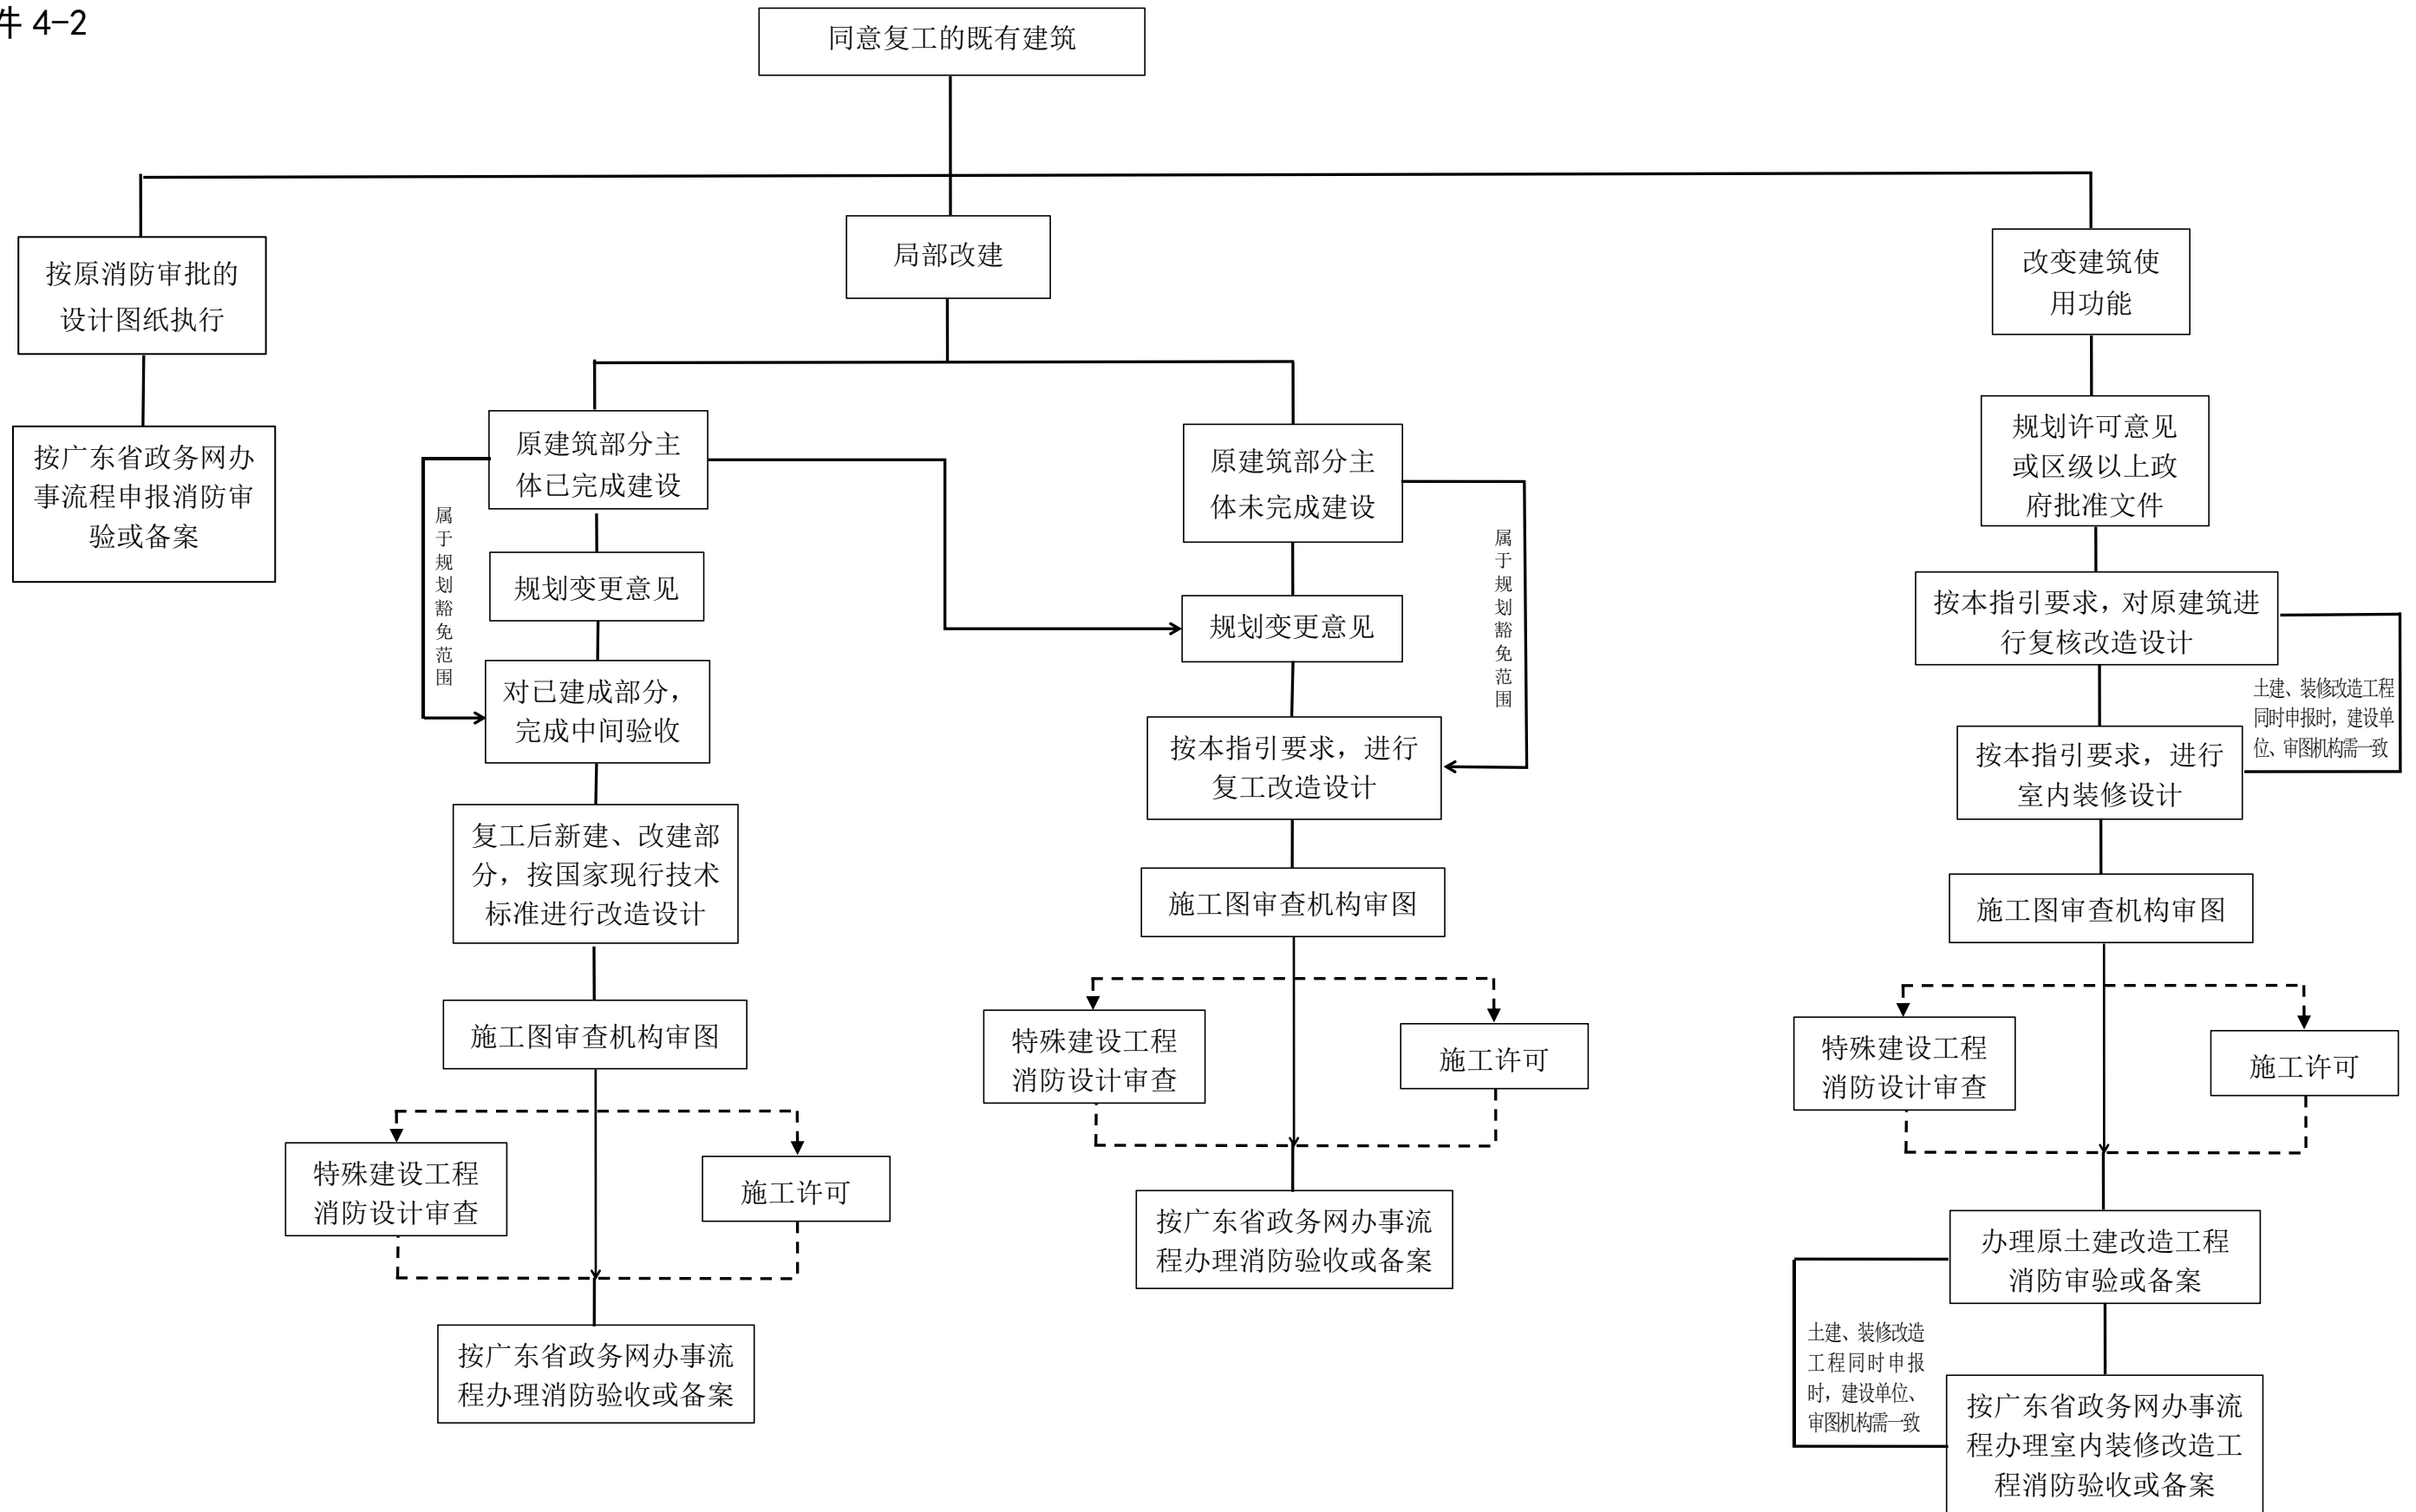 件 4-2
同意复工的既有建筑
按原消防审批的
设计图纸执行
按广东省政务网办
事流程申报消防审
验或备案
局部改建
原建筑部分主
体已完成建设
属于规划豁免范围
规划变更意见
对已建成部分，
完成中间验收
复工后新建、改建部
分，按国家现行技术
标准进行改造设计
施工图审查机构审图
特殊建设工程
消防设计审查
施工许可
按广东省政务网办事流
程办理消防验收或备案
原建筑部分主
体未完成建设
属于规划豁免范围
规划变更意见
按本指引要求，进行
复工改造设计
施工图审查机构审图
特殊建设工程
消防设计审查
施工许可
按广东省政务网办事流
程办理消防验收或备案
改变建筑使
用功能
规划许可意见
或区级以上政
府批准文件
按本指引要求，对原建筑进
行复核改造设计
土建、装修改造工程
同时申报时，建设单
位、审图机构需一致
按本指引要求，进行
室内装修设计
施工图审查机构审图
特殊建设工程
消防设计审查
施工许可
办理原土建改造工程
消防审验或备案
土建、装修改造
工程同时申报
时，建设单位、
审图机构需一致
按广东省政务网办事流
程办理室内装修改造工
程消防验收或备案